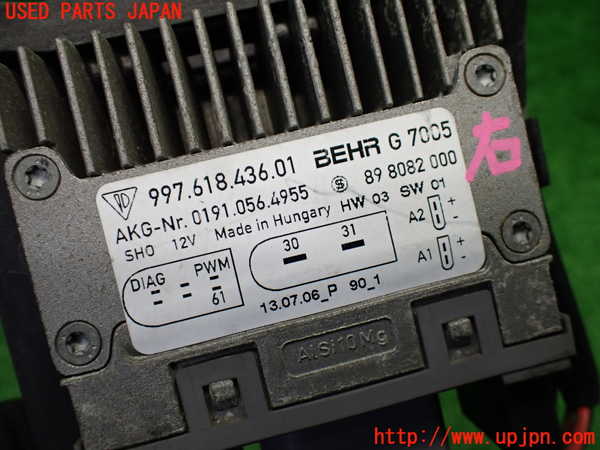 USED PARTS JAPAN
997.618.436.01 BEHR G 7005
AKG-Nr. 0191.056.4955 S 89 8082 000
SHO 12V Made in Hungary HW 03 SW 01
DIAG PWM
61
30 31
A2 + -
A1 + -
13.07.06_P 90_1
右
AlSi10Mg
http://www.upjpn.com/